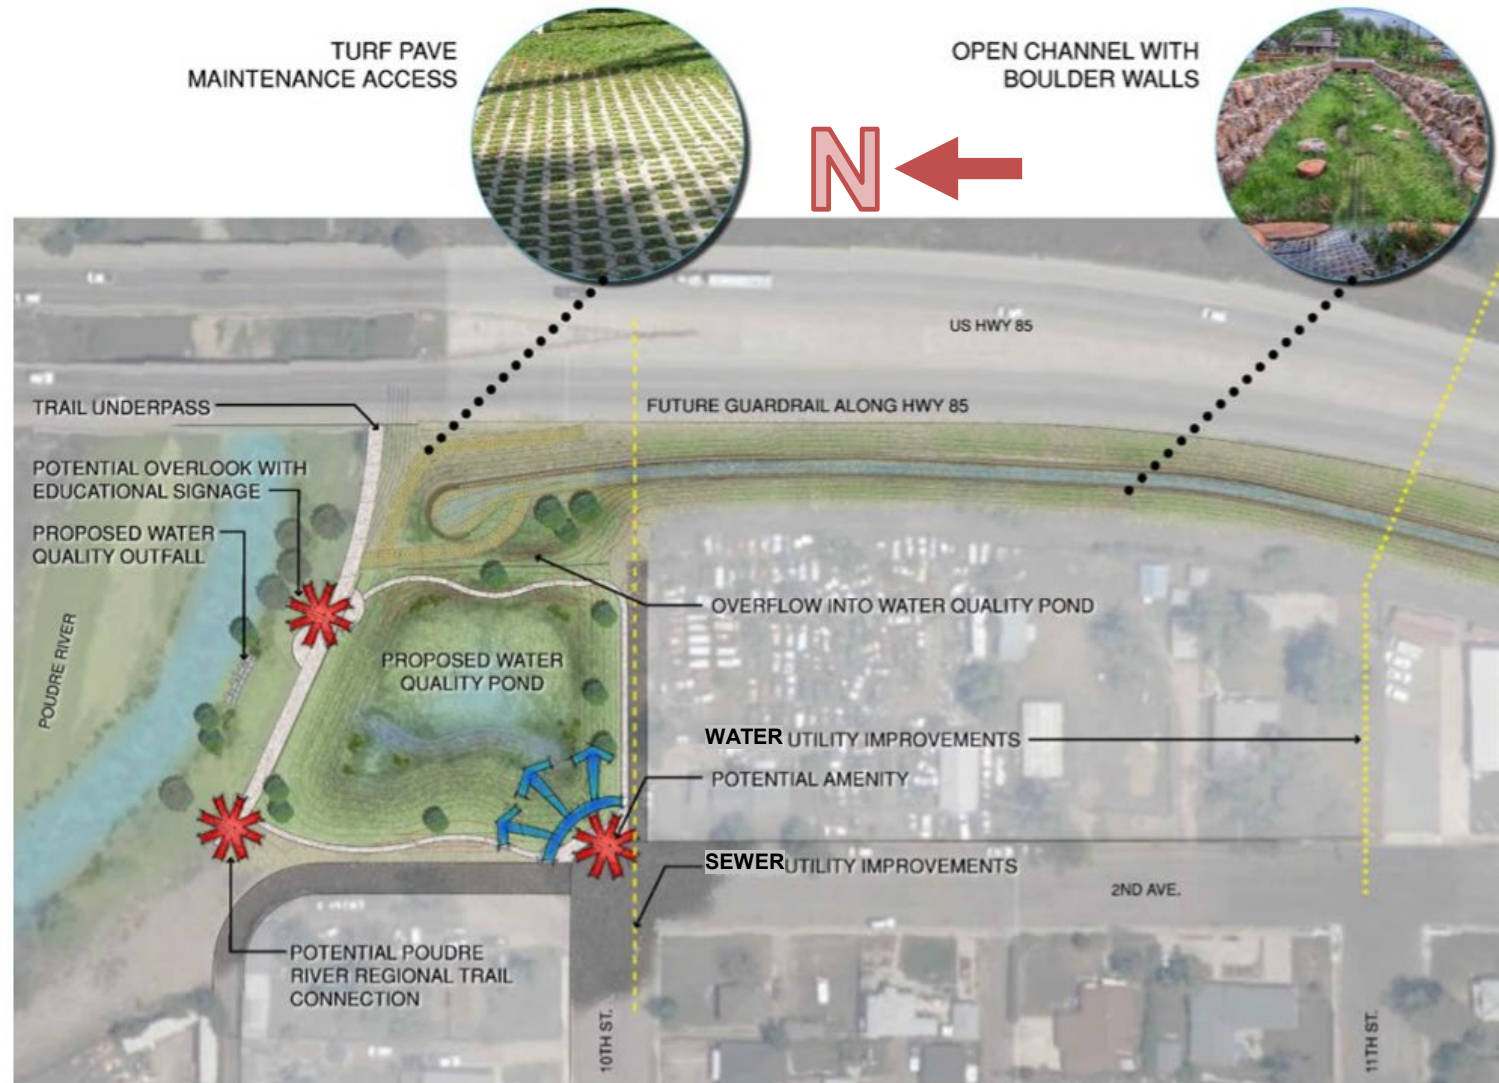 TURF PAVE
MAINTENANCE ACCESS
OPEN CHANNEL WITH
BOULDER WALLS
N
US HWY 85
TRAIL UNDERPASS
FUTURE GUARDRAIL ALONG HWY 85
POTENTIAL OVERLOOK WITH
EDUCATIONAL SIGNAGE
PROPOSED WATER
QUALITY OUTFALL
OVERFLOW INTO WATER QUALITY POND
POUDRE RIVER
PROPOSED WATER
QUALITY POND
WATER UTILITY IMPROVEMENTS
POTENTIAL AMENITY
SEWER UTILITY IMPROVEMENTS
2ND AVE.
POTENTIAL POUDRE
RIVER REGIONAL TRAIL
CONNECTION
10TH ST.
11TH ST.